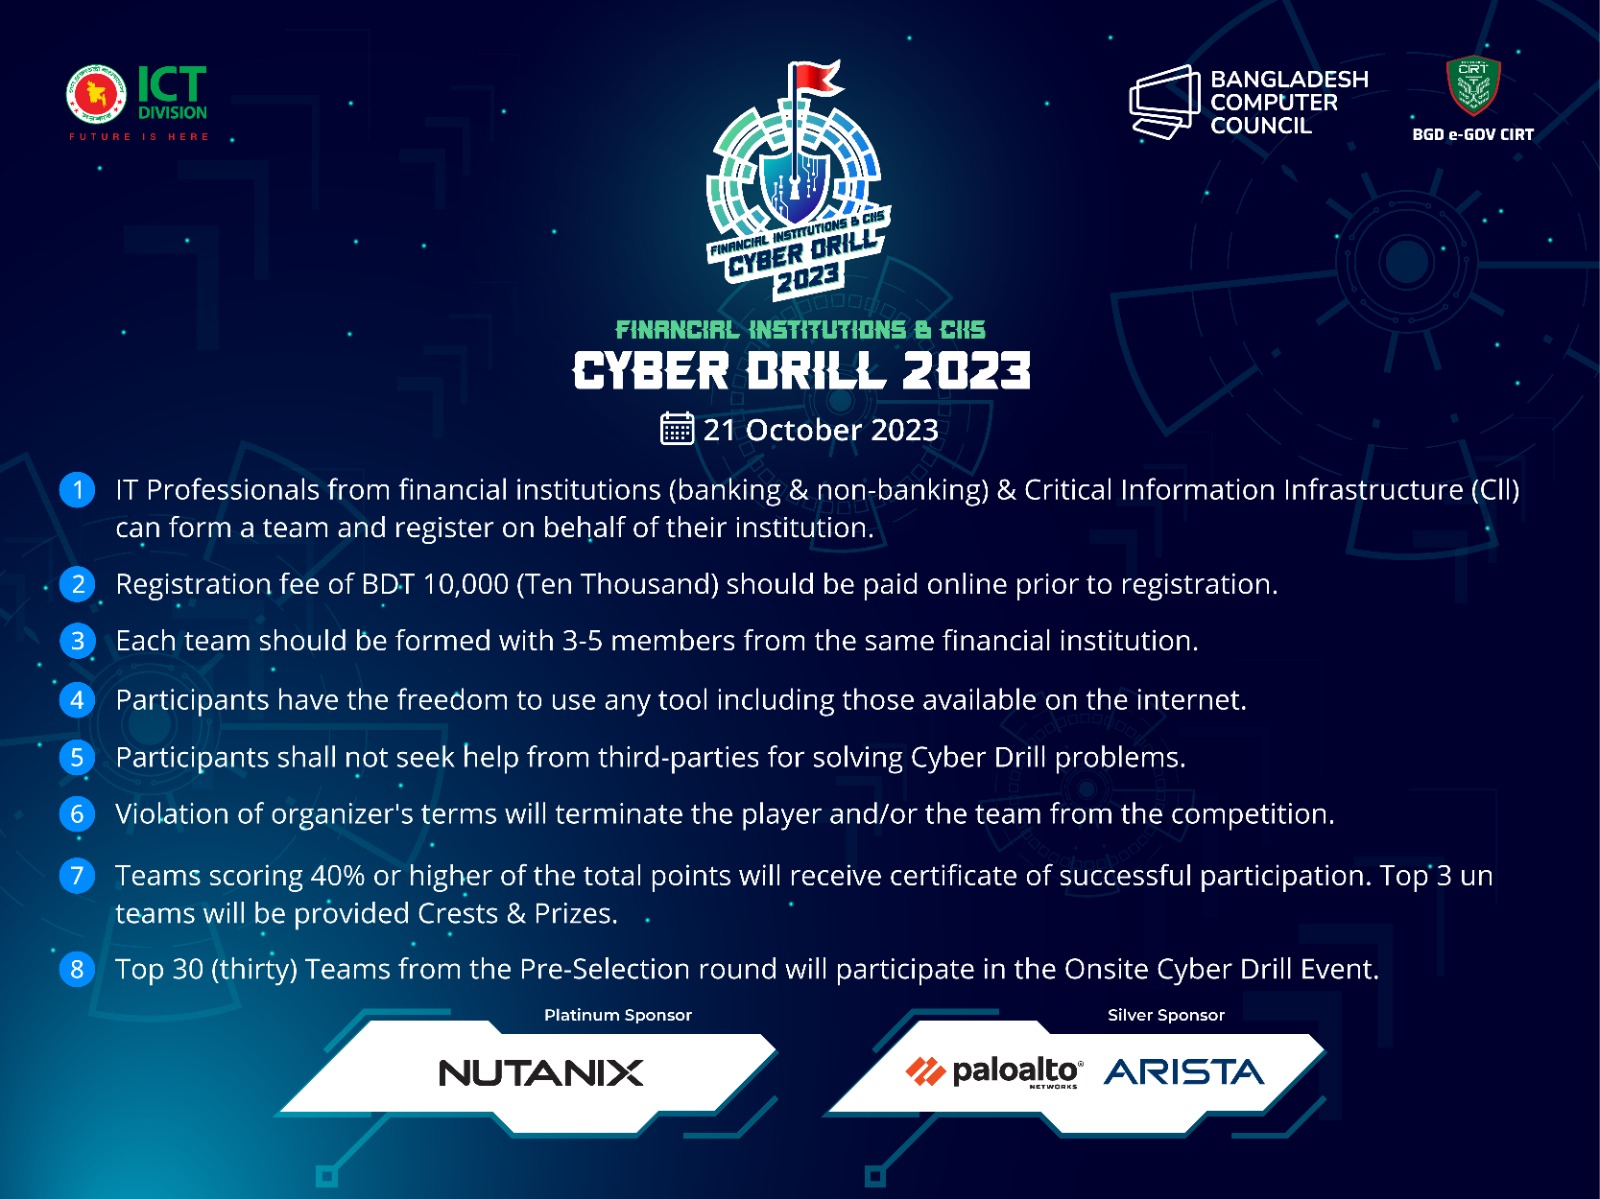 ICT
DIVISION
FUTURE IS HERE
BANGLADESH
COMPUTER
COUNCIL
CIRT
BGD e-GOV CIRT
FINANCIAL INSTITUTIONS & CIIS
CYBER DRILL
2023
FINANCIAL INSTITUTIONS & CIIS
CYBER DRILL 2023
21 October 2023
1 IT Professionals from financial institutions (banking & non-banking) & Critical Information Infrastructure (Cll)
can form a team and register on behalf of their institution.
2 Registration fee of BDT 10,000 (Ten Thousand) should be paid online prior to registration.
3 Each team should be formed with 3-5 members from the same financial institution.
4 Participants have the freedom to use any tool including those available on the internet.
5 Participants shall not seek help from third-parties for solving Cyber Drill problems.
6 Violation of organizer's terms will terminate the player and/or the team from the competition.
7 Teams scoring 40% or higher of the total points will receive certificate of successful participation. Top 3 un
teams will be provided Crests & Prizes.
8 Top 30 (thirty) Teams from the Pre-Selection round will participate in the Onsite Cyber Drill Event.
Platinum Sponsor
NUTANIX
Silver Sponsor
paloalto®
NETWORKS
ARISTA